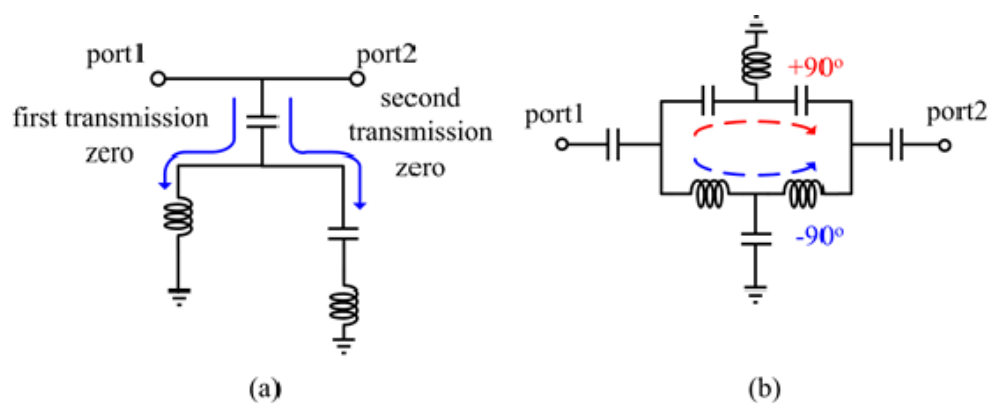 port1
port2
first transmission
zero
second
transmission
zero
(a)
+90°
port1
port2
-90°
(b)